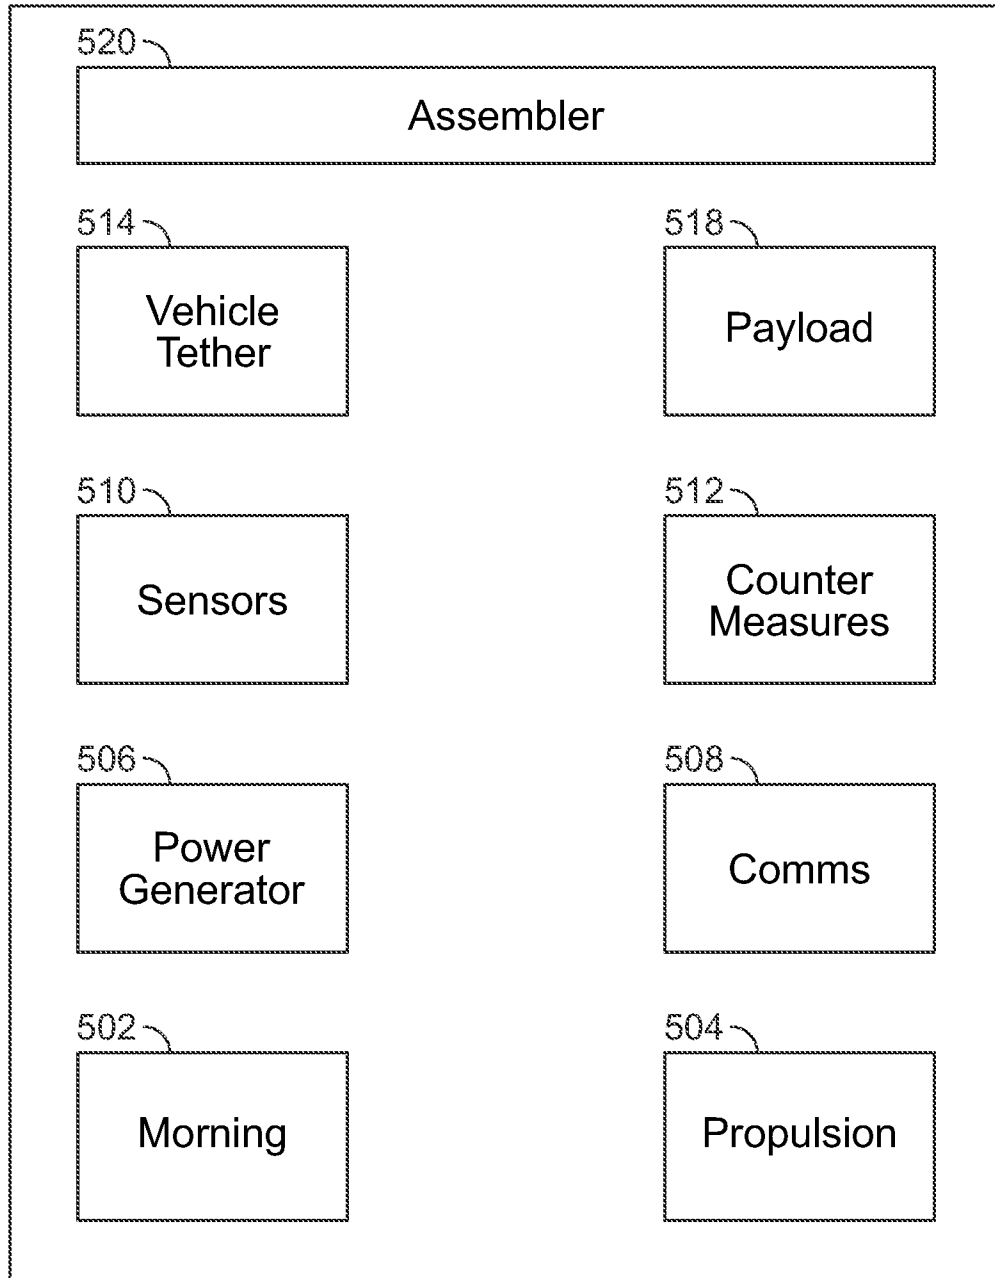 520
Assembler
514
518
Vehicle
Tether
Payload
510
512
Sensors
Counter
Measures
506
508
Power
Generator
Comms
502
504
Morning
Propulsion